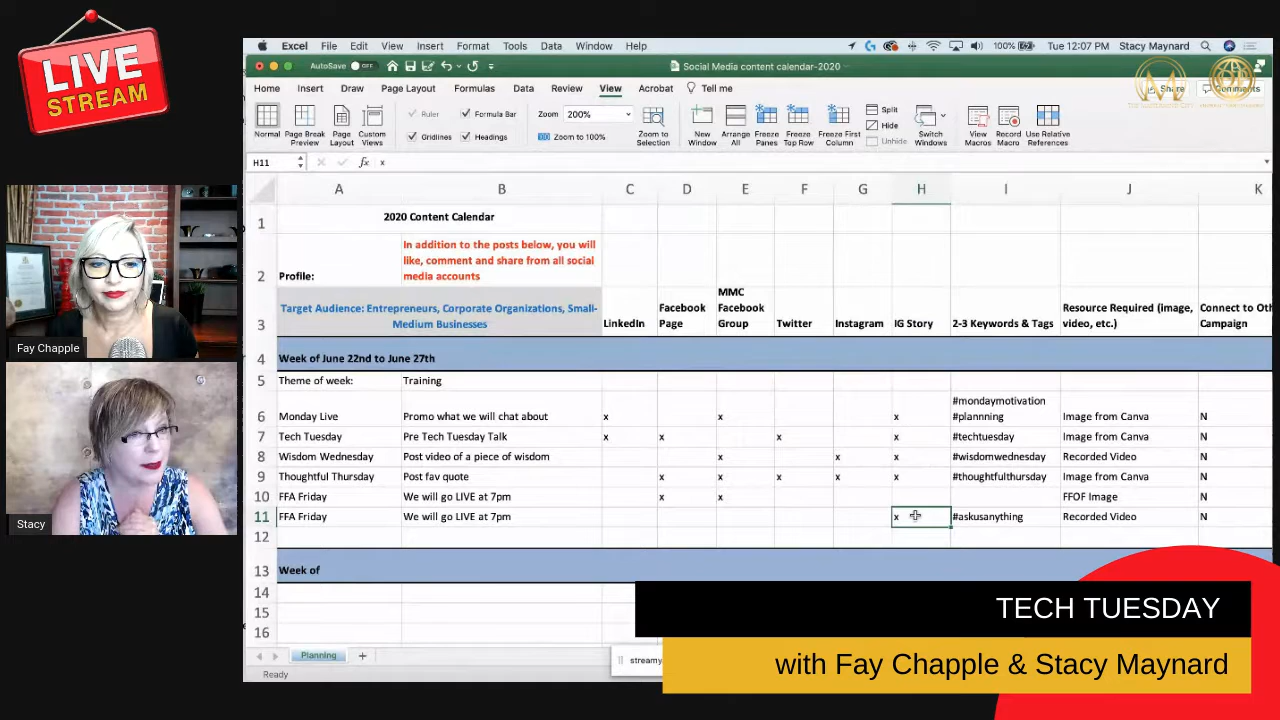 LIVE
STREAM
Fay Chapple
Stacy
Excel File Edit View Insert Format Tools Data Window Help
100% Tue 12:07 PM Stacy Maynard
AutoSave OFF
Social Media content calendar-2020
Home Insert Draw Page Layout Formulas Data Review View Acrobat Tell me
Share Comments
Normal
Page Break Preview
Page Layout
Custom Views
Ruler
Formula Bar
Gridlines
Headings
Zoom 200%
Zoom to 100%
Zoom to Selection
New Window
Arrange All
Freeze Panes
Freeze Top Row
Freeze First Column
Split
Hide
Unhide
Switch Windows
View Macros
Record Macro
Use Relative References
H11 fx x
A B C D E F G H I J K
1 2020 Content Calendar
In addition to the posts below, you will
like, comment and share from all social
2 Profile: media accounts
Target Audience: Entrepreneurs, Corporate Organizations, Small-
Medium Businesses
3 LinkedIn Facebook Page MMC Facebook Group Twitter Instagram IG Story 2-3 Keywords & Tags Resource Required (image, video, etc.) Connect to Oth Campaign
4 Week of June 22nd to June 27th
5 Theme of week: Training
6 Monday Live Promo what we will chat about x x x #mondaymotivation #plannning Image from Canva N
7 Tech Tuesday Pre Tech Tuesday Talk x x x x #techtuesday Image from Canva N
8 Wisdom Wednesday Post video of a piece of wisdom x x x #wisdomwednesday Recorded Video N
9 Thoughtful Thursday Post fav quote x x x x x #thoughtfulthursday Image from Canva N
10 FFA Friday We will go LIVE at 7pm x x FFOF Image N
11 FFA Friday We will go LIVE at 7pm x #askusanything Recorded Video N
12
13 Week of
14
15
16
Planning +
Ready
streamy
TECH TUESDAY
with Fay Chapple & Stacy Maynard